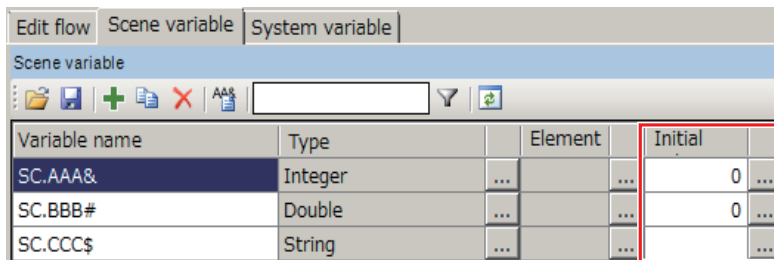 Edit flow Scene variable System variable
Scene variable
AA&
Variable name Type Element Initial
SC.AAA& Integer ... ... 0 ...
SC.BBB# Double ... ... 0 ...
SC.CCC$ String ... ... ...